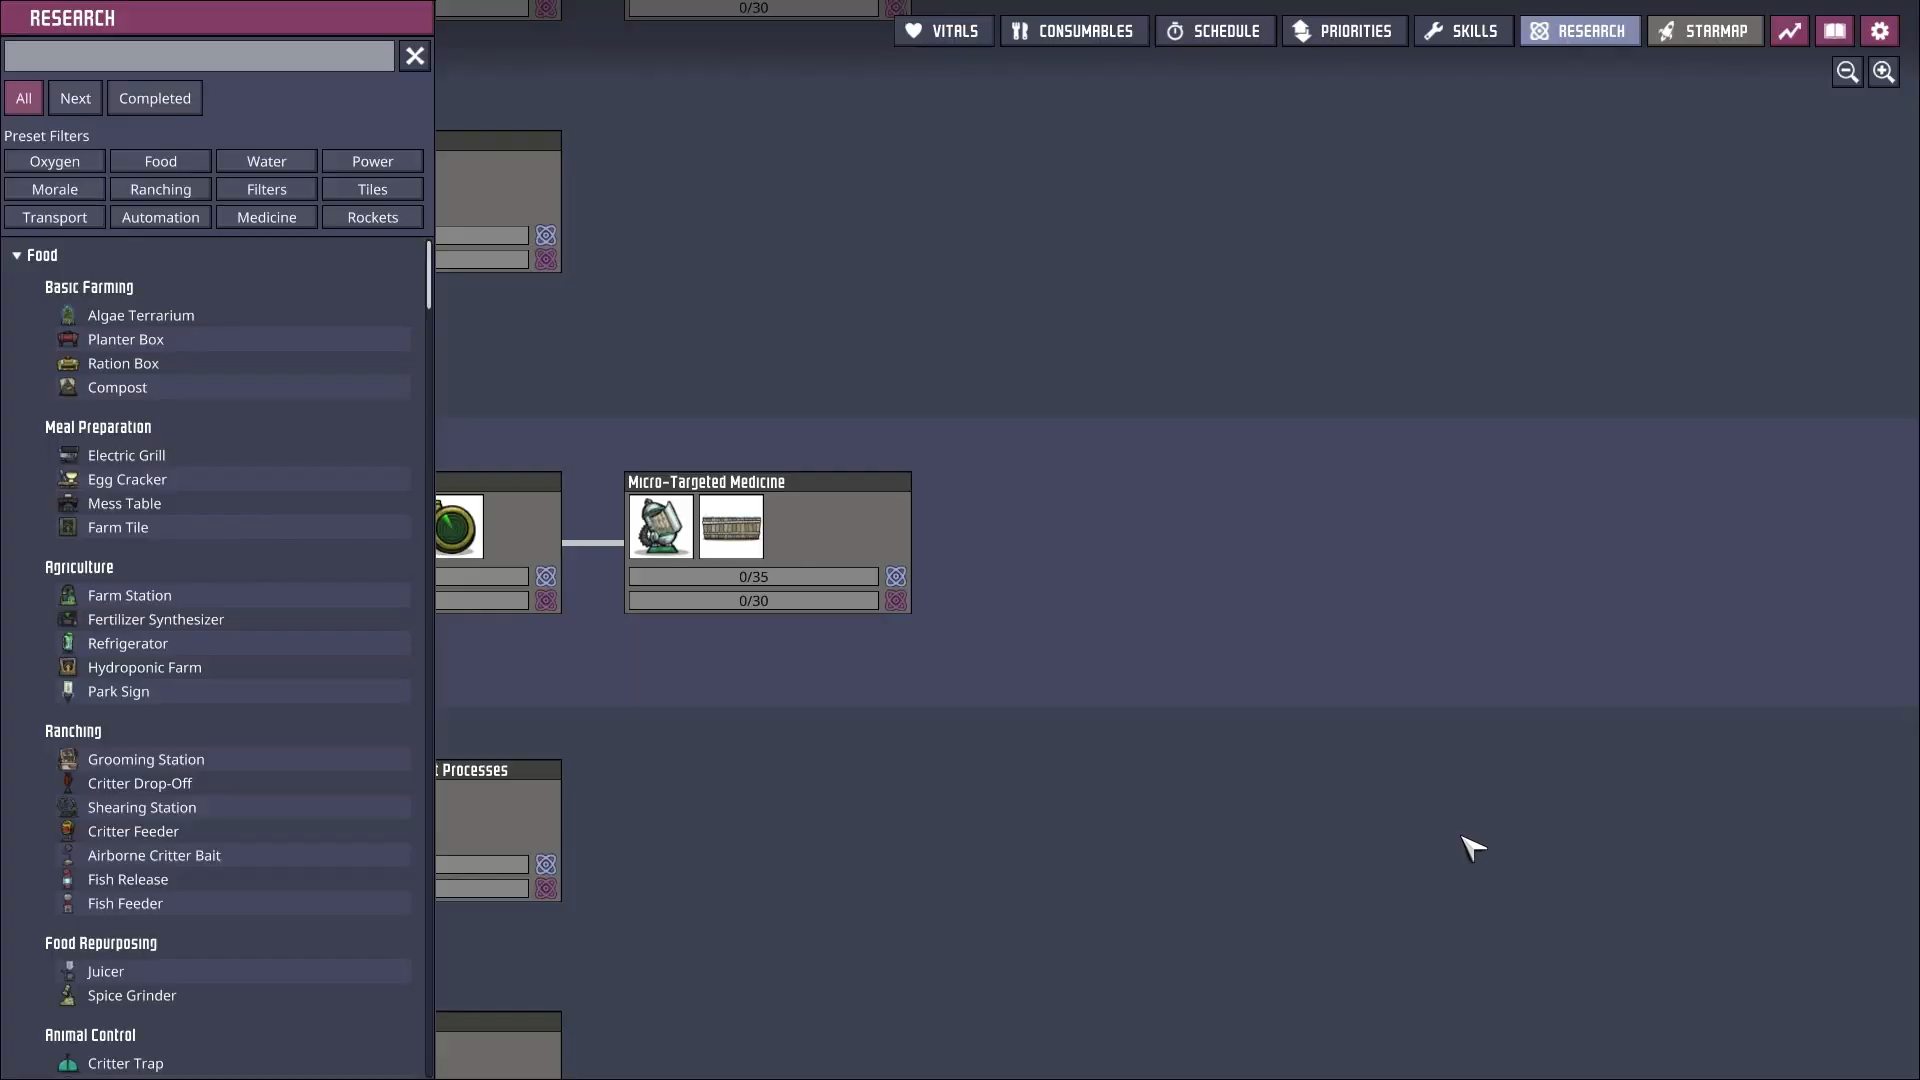 RESEARCH
0/30
VITALS
CONSUMABLES
SCHEDULE
PRIORITIES
SKILLS
RESEARCH
STARMAP
All
Next
Completed
Preset Filters
Oxygen
Food
Water
Power
Morale
Ranching
Filters
Tiles
Transport
Automation
Medicine
Rockets
Food
Basic Farming
Algae Terrarium
Planter Box
Ration Box
Compost
Meal Preparation
Electric Grill
Egg Cracker
Mess Table
Farm Tile
Agriculture
Farm Station
Fertilizer Synthesizer
Refrigerator
Hydroponic Farm
Park Sign
Ranching
Grooming Station
Critter Drop-Off
Shearing Station
Critter Feeder
Airborne Critter Bait
Fish Release
Fish Feeder
Food Repurposing
Juicer
Spice Grinder
Animal Control
Critter Trap
Micro-Targeted Medicine
0/35
0/30
t Processes